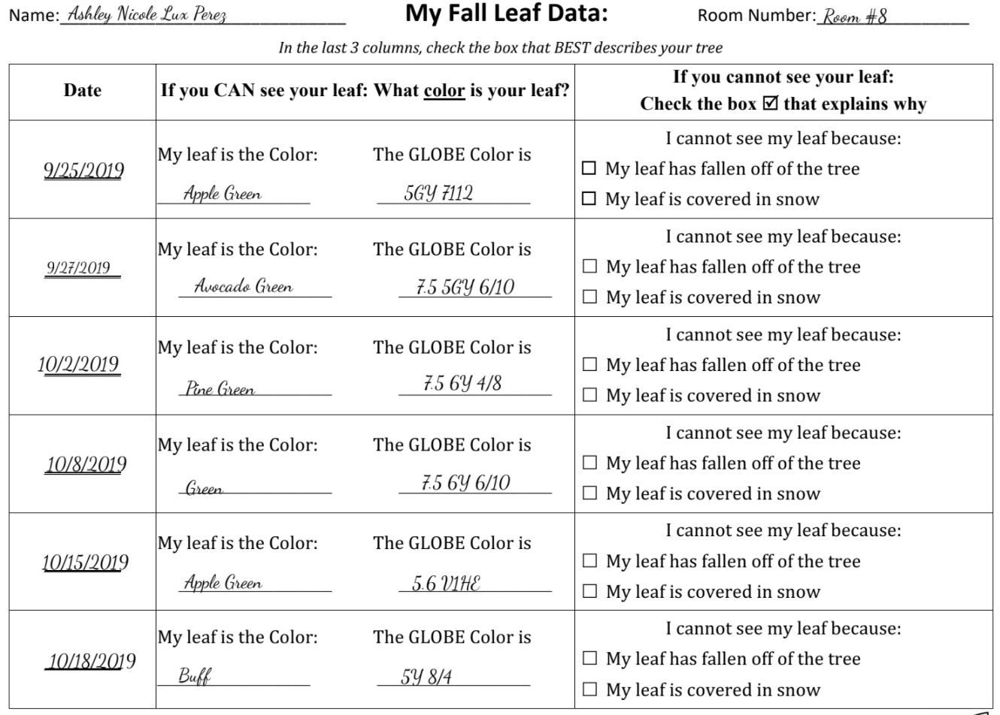 Name: Ashley Nicole Lux Perez My Fall Leaf Data: Room Number: Room #8
In the last 3 columns, check the box that BEST describes your tree
Date If you CAN see your leaf: What color is your leaf? If you cannot see your leaf:
Check the box ☑ that explains why
9/25/2019 My leaf is the Color: The GLOBE Color is I cannot see my leaf because:
Apple Green 5GY 7112 ☐ My leaf has fallen off of the tree
☐ My leaf is covered in snow
9/27/2019 My leaf is the Color: The GLOBE Color is I cannot see my leaf because:
Avocado Green 7.5 5GY 6/10 ☐ My leaf has fallen off of the tree
☐ My leaf is covered in snow
10/2/2019 My leaf is the Color: The GLOBE Color is I cannot see my leaf because:
Pine Green 7.5 6Y 4/8 ☐ My leaf has fallen off of the tree
☐ My leaf is covered in snow
10/8/2019 My leaf is the Color: The GLOBE Color is I cannot see my leaf because:
Green 7.5 6Y 6/10 ☐ My leaf has fallen off of the tree
☐ My leaf is covered in snow
10/15/2019 My leaf is the Color: The GLOBE Color is I cannot see my leaf because:
Apple Green 5.6 V1HE ☐ My leaf has fallen off of the tree
☐ My leaf is covered in snow
10/18/2019 My leaf is the Color: The GLOBE Color is I cannot see my leaf because:
Buff 5Y 8/4 ☐ My leaf has fallen off of the tree
☐ My leaf is covered in snow